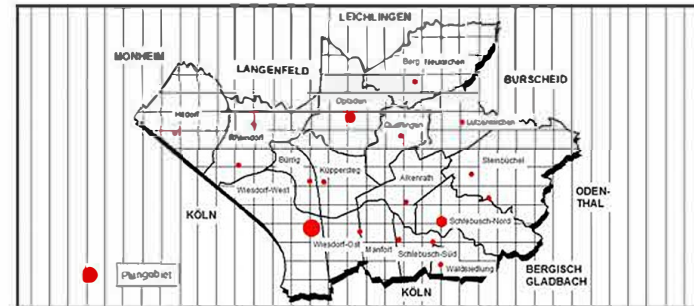 LEICHLINGEN
MONHEIM
LANGENFELD
Berg. Neukirchen
BURSCHEID
Opladen
Hitdorf
Rheindorf
Quettingen
Lützenkirchen
Bürrig
Küppersteg
Steinbüchel
Alkenrath
Wiesdorf-West
ODEN-
THAL
KÖLN
Schlebusch-Nord
Wiesdorf-Ost
Manfort
Schlebusch-Süd
Waldsiedlung
BERGISCH
GLADBACH
KÖLN
Plangebiet